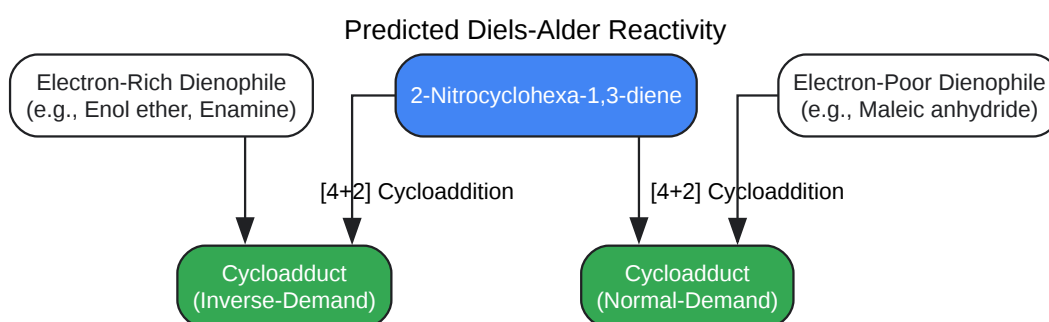 Predicted Diels-Alder Reactivity
Electron-Rich Dienophile
(e.g., Enol ether, Enamine)
2-Nitrocyclohexa-1,3-diene
Electron-Poor Dienophile
(e.g., Maleic anhydride)
[4+2] Cycloaddition
[4+2] Cycloaddition
Cycloadduct
(Inverse-Demand)
Cycloadduct
(Normal-Demand)